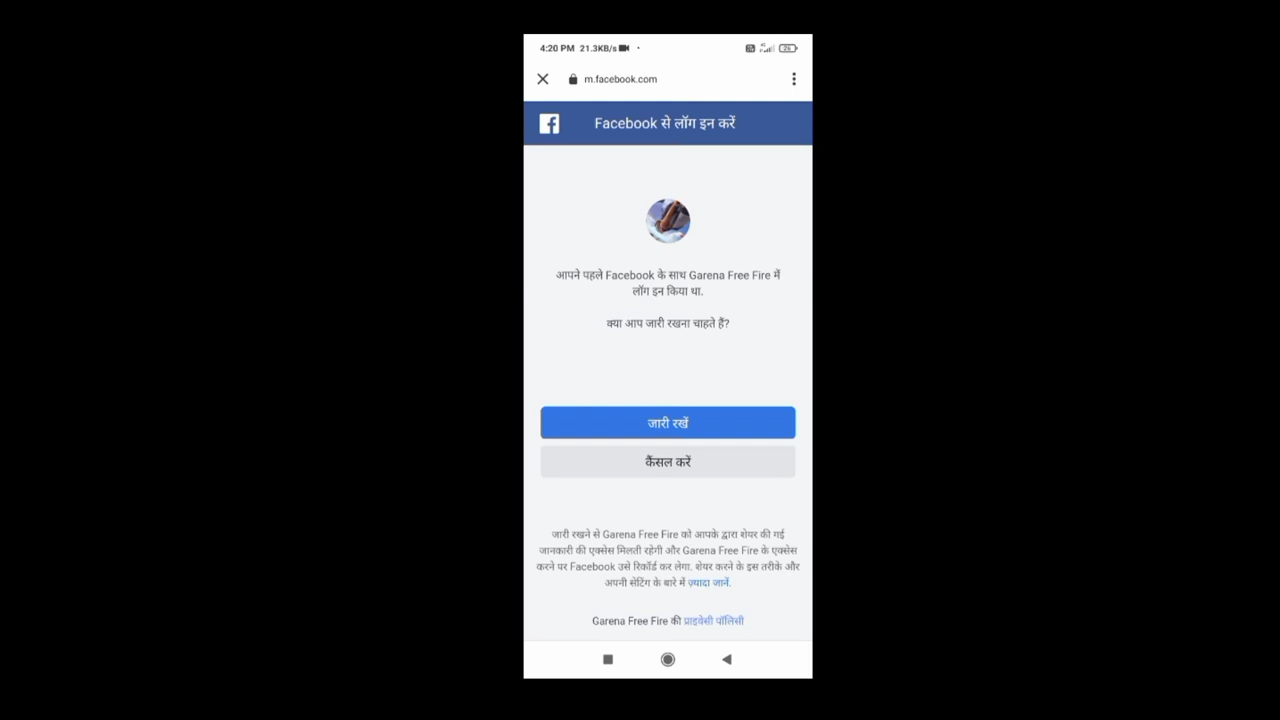 4:20 PM 21.3KB/s
4G
26
m.facebook.com
Facebook से लॉग इन करें
आपने पहले Facebook के साथ Garena Free Fire में
लॉग इन किया था.
क्या आप जारी रखना चाहते हैं?
जारी रखें
कैंसल करें
जारी रखने से Garena Free Fire को आपके द्वारा शेयर की गई
जानकारी की एक्सेस मिलती रहेगी और Garena Free Fire के एक्सेस
करने पर Facebook उसे रिकॉर्ड कर लेगा. शेयर करने के इस तरीके और
अपनी सेटिंग के बारे में ज़्यादा जानें.
Garena Free Fire की प्राइवेसी पॉलिसी